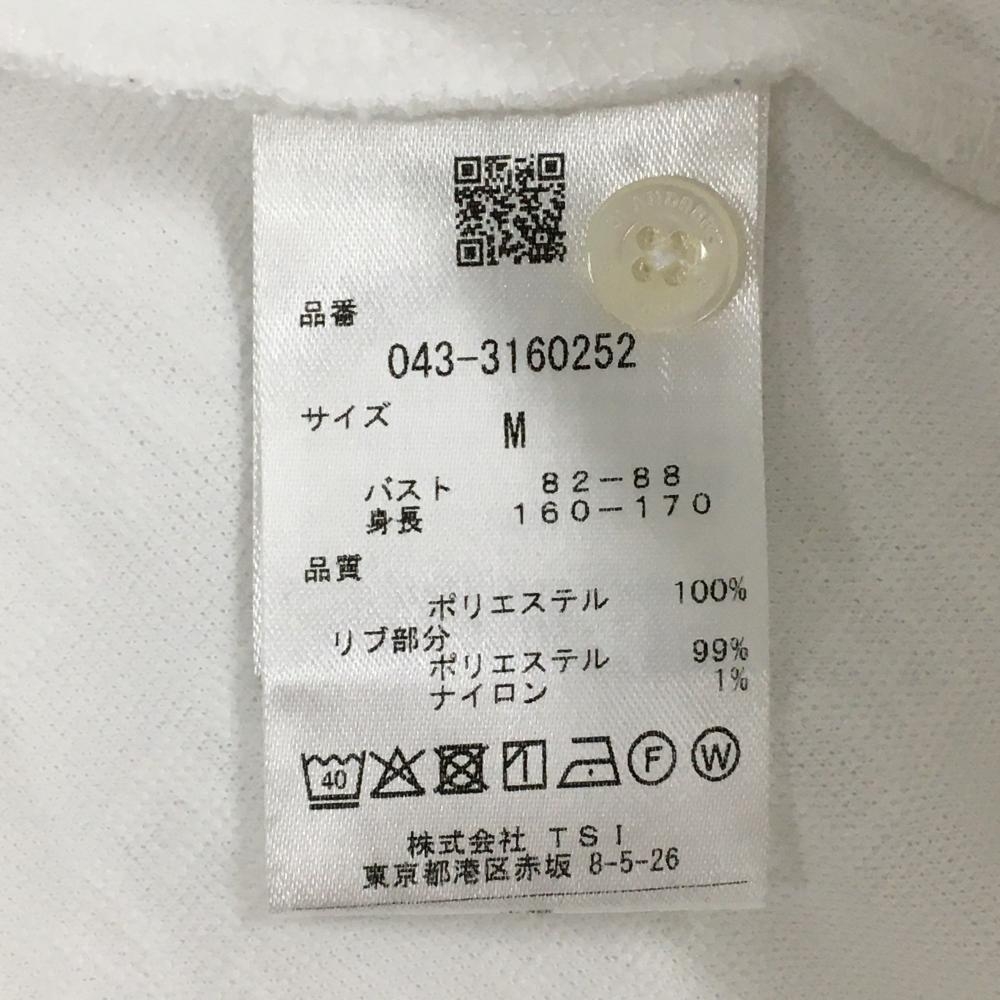 品番
043-3160252
サイズ
M
バスト 82-88
身長 160-170
品質
ポリエステル 100%
リブ部分
ポリエステル 99%
ナイロン 1%
40
F W
株式会社 TSI
東京都港区赤坂 8-5-26